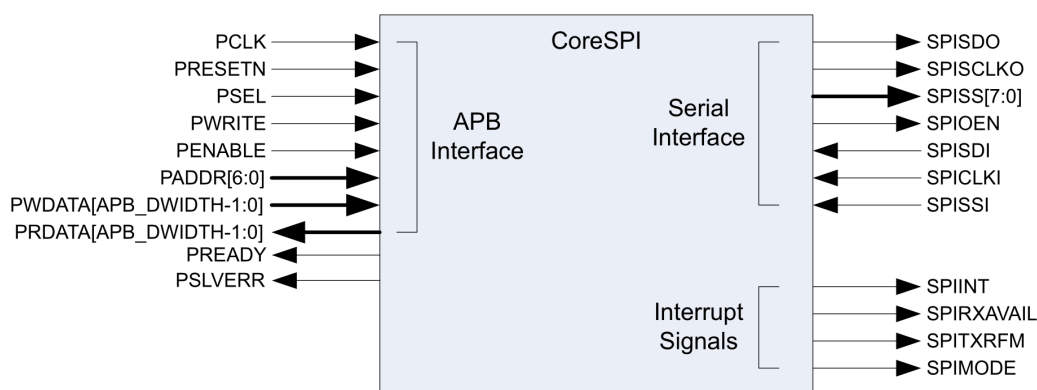 CoreSPI
PCLK
PRESETN
PSEL
PWRITE
PENABLE
PADDR[6:0]
PWDATA[APB_DWIDTH-1:0]
PRDATA[APB_DWIDTH-1:0]
PREADY
PSLVERR
APB
Interface
Serial
Interface
SPISDO
SPISCLKO
SPISS[7:0]
SPIOEN
SPISDI
SPICLKI
SPISSI
Interrupt
Signals
SPIINT
SPIRXAVAIL
SPITXRFM
SPIMODE